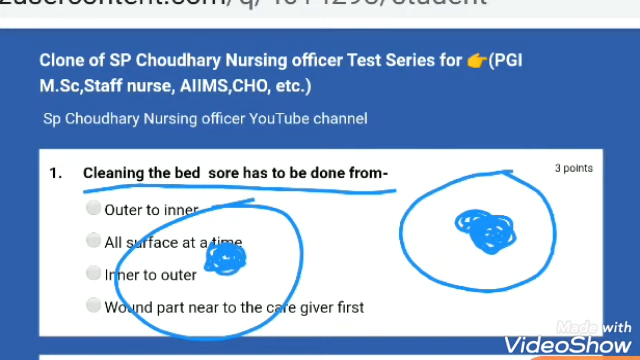 Clone of SP Choudhary Nursing officer Test Series for 👉(PGI
M.Sc,Staff nurse, AIIMS,CHO, etc.)
Sp Choudhary Nursing officer YouTube channel
1. Cleaning the bed sore has to be done from-
3 points
Outer to inner
All surface at a time
Inner to outer
Wound part near to the care giver first
Made with
VideoShow